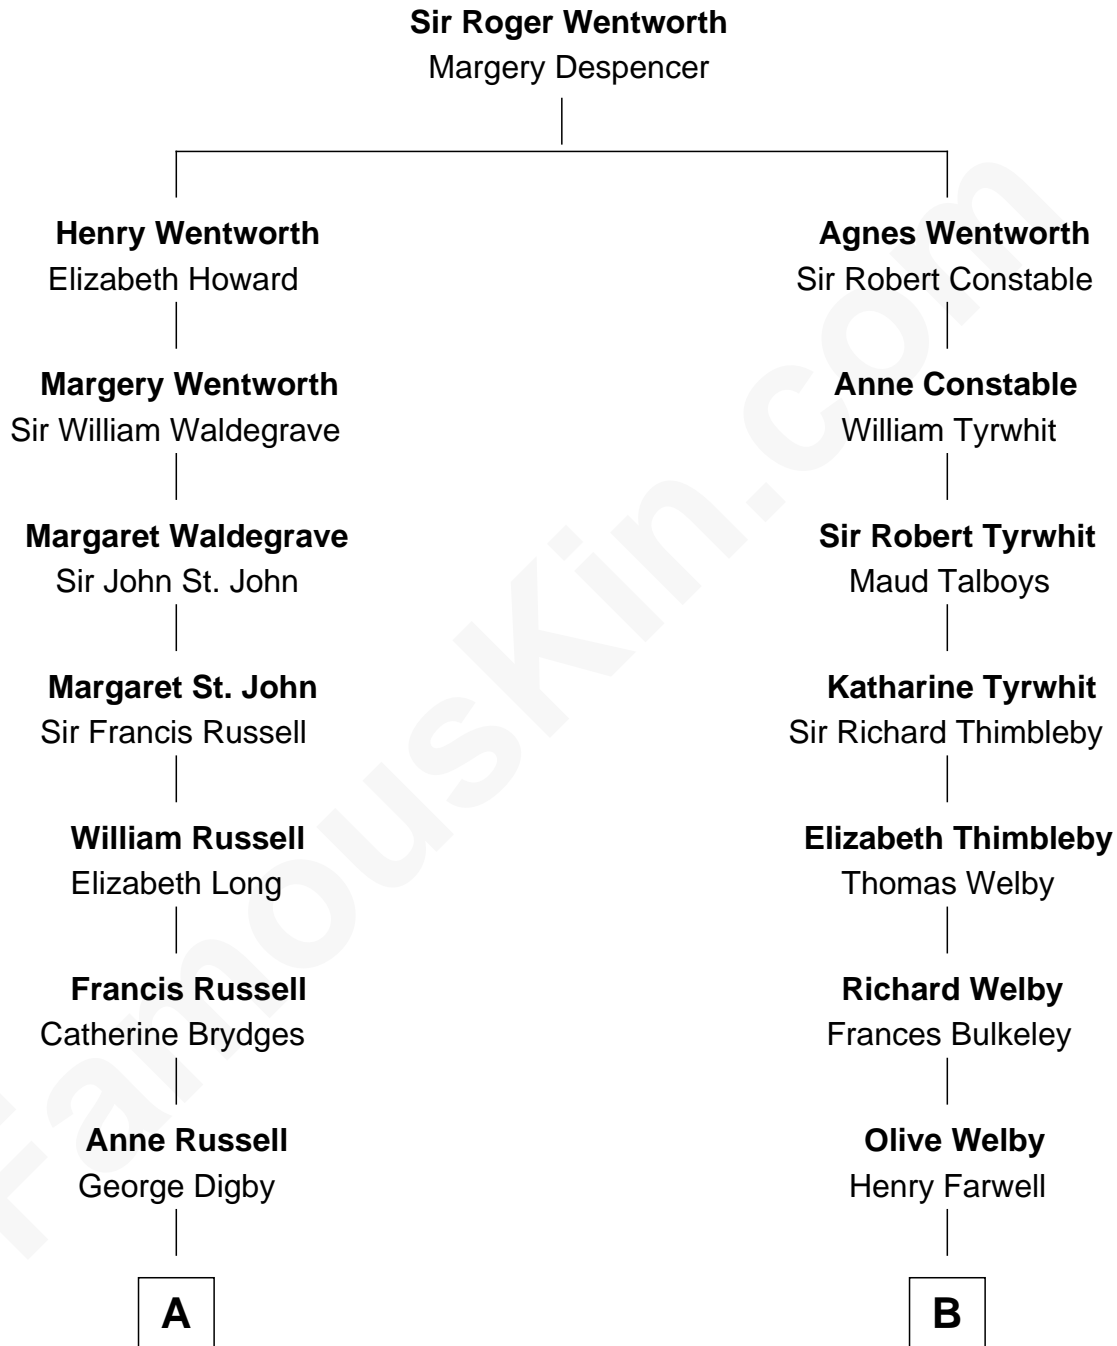 Sir Roger Wentworth
Margery Despencer
Henry Wentworth
Elizabeth Howard
Margery Wentworth
Sir William Waldegrave
Margaret Waldegrave
Sir John St. John
Margaret St. John
Sir Francis Russell
William Russell
Elizabeth Long
Francis Russell
Catherine Brydges
Anne Russell
George Digby
A
Agnes Wentworth
Sir Robert Constable
Anne Constable
William Tyrwhit
Sir Robert Tyrwhit
Maud Talboys
Katharine Tyrwhit
Sir Richard Thimbleby
Elizabeth Thimbleby
Thomas Welby
Richard Welby
Frances Bulkeley
Olive Welby
Henry Farwell
B
FamousKin.com